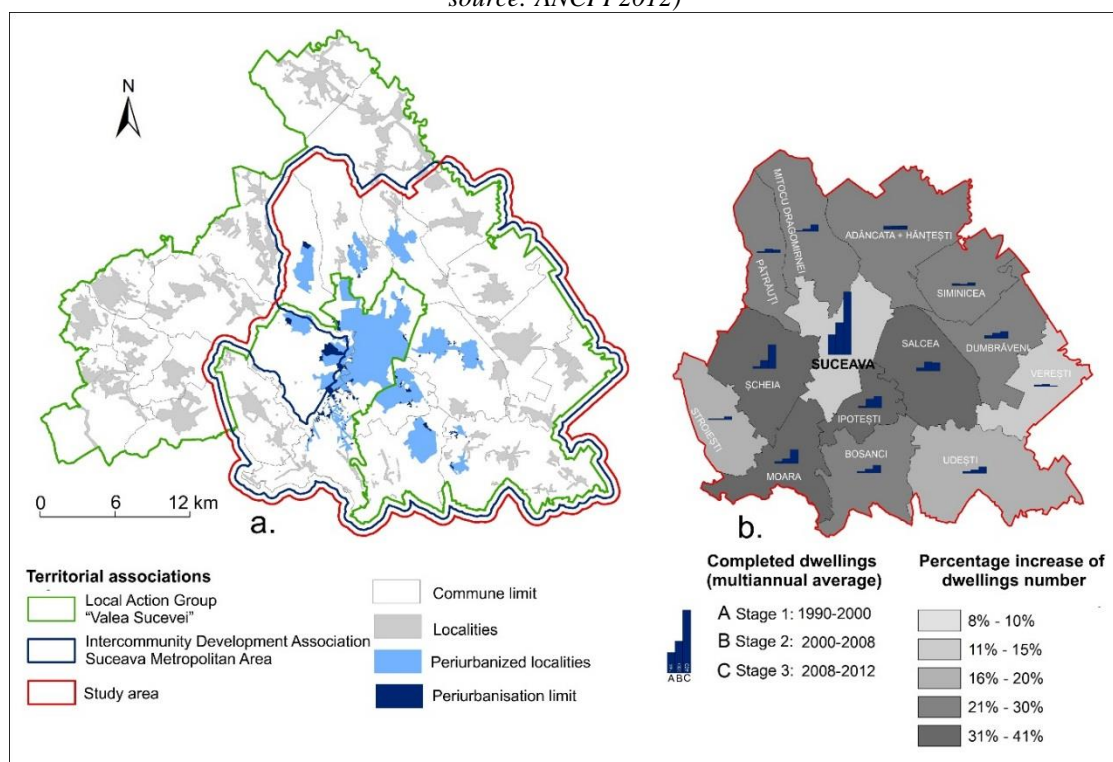 source: ANCPI 2012)
N
0 6 12 km
a.
Territorial associations
Local Action Group
"Valea Sucevei"
Intercommunity Development Association
Suceava Metropolitan Area
Study area
Commune limit
Localities
Periurbanized localities
Periurbanisation limit
MITOCU DRAGOMIRNEI
ADÂNCATA + HÂNȚEȘTI
PĂTRĂUȚI
SIMINICEA
SUCEAVA
SALCEA
DUMBRĂVENI
VEREȘTI
ȘCHEIA
STROIEȘTI
IPOTEȘTI
MOARA
BOSANCI
UDEȘTI
b.
Completed dwellings
(multiannual average)
A Stage 1: 1990-2000
B Stage 2: 2000-2008
C Stage 3: 2008-2012
A B C
Percentage increase of
dwellings number
8% - 10%
11% - 15%
16% - 20%
21% - 30%
31% - 41%